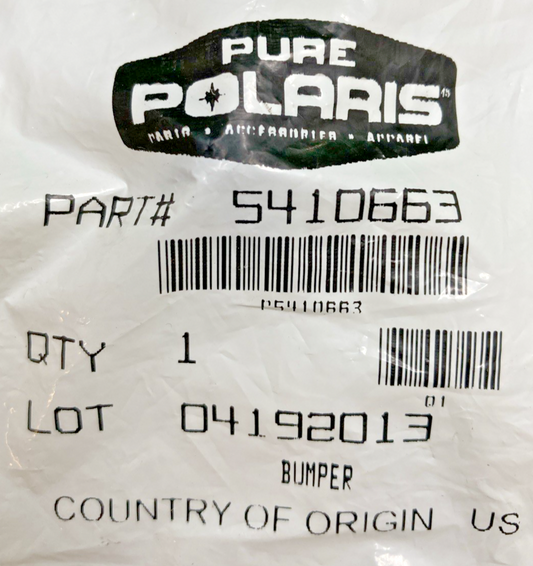 PURE
POLARIS
PARTS • ACCESSORIES • APPAREL
PART# 5410663
P5410663
QTY 1
01
LOT 04192013
BUMPER
COUNTRY OF ORIGIN US